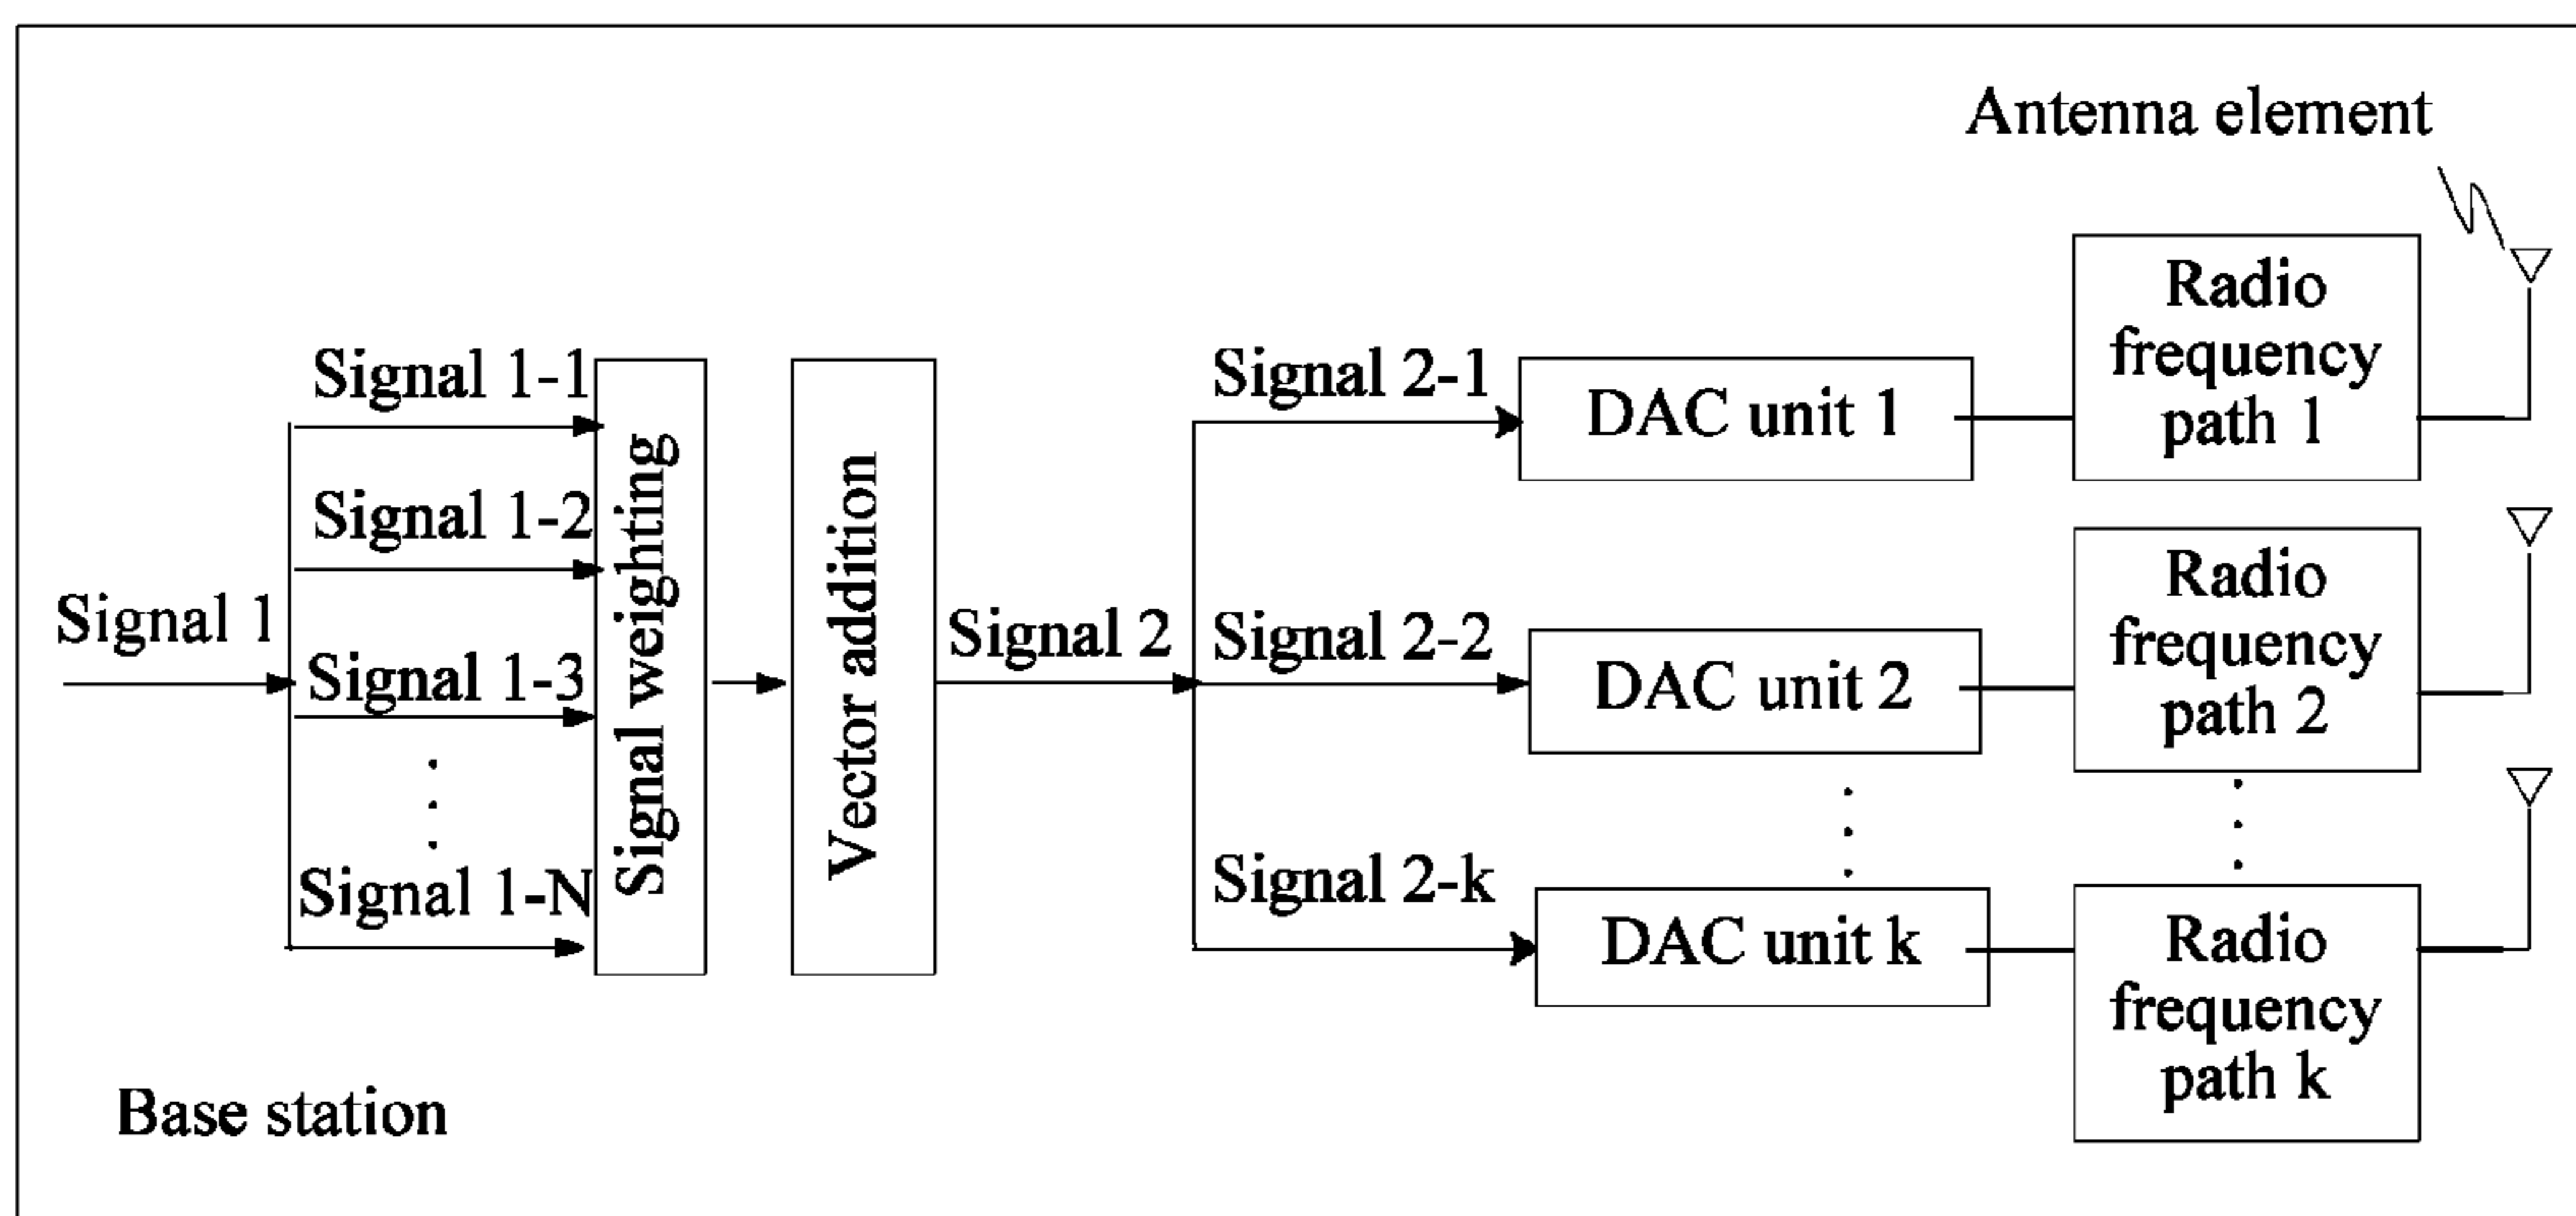 Antenna element
Signal 1
Signal 1-1
Signal 1-2
Signal 1-3
Signal 1-N
Signal weighting
Vector addition
Signal 2
Signal 2-1
Signal 2-2
Signal 2-k
DAC unit 1
DAC unit 2
DAC unit k
Radio
frequency
path 1
Radio
frequency
path 2
Radio
frequency
path k
Base station